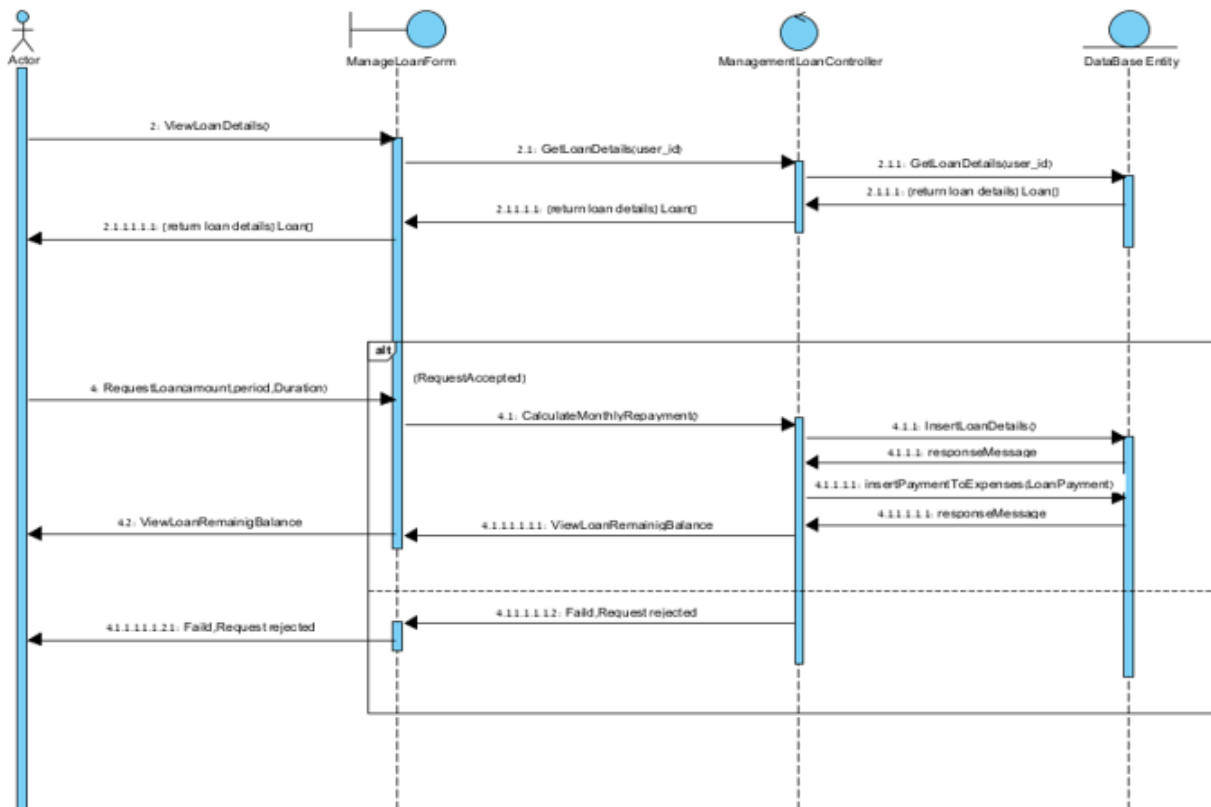 Actor
ManageLoanForm
ManagementLoanController
DataBase Entity
2: ViewLoanDetails()
2.1: GetLoanDetails(user_id)
2.1.1: GetLoanDetails(user_id)
2.1.1.1: (return loan details) Loan[]
2.1.1.1.1: (return loan details) Loan[]
2.1.1.1.1.1: (return loan details) Loan[]
alt
(RequestAccepted)
4: RequestLoan(amount,period,Duration)
4.1: CalculateMonthlyRepayment()
4.1.1: InsertLoanDetails()
4.1.1.1: responseMessage
4.1.1.1.1: insertPaymentToExpenses(LoanPayment)
4.1.1.1.1.1: responseMessage
4.2: ViewLoanRemainigBalance
4.1.1.1.1.1.1: ViewLoanRemainigBalance
4.1.1.1.1.1.2: Faild,Request rejected
4.1.1.1.1.1.2.1: Faild,Request rejected